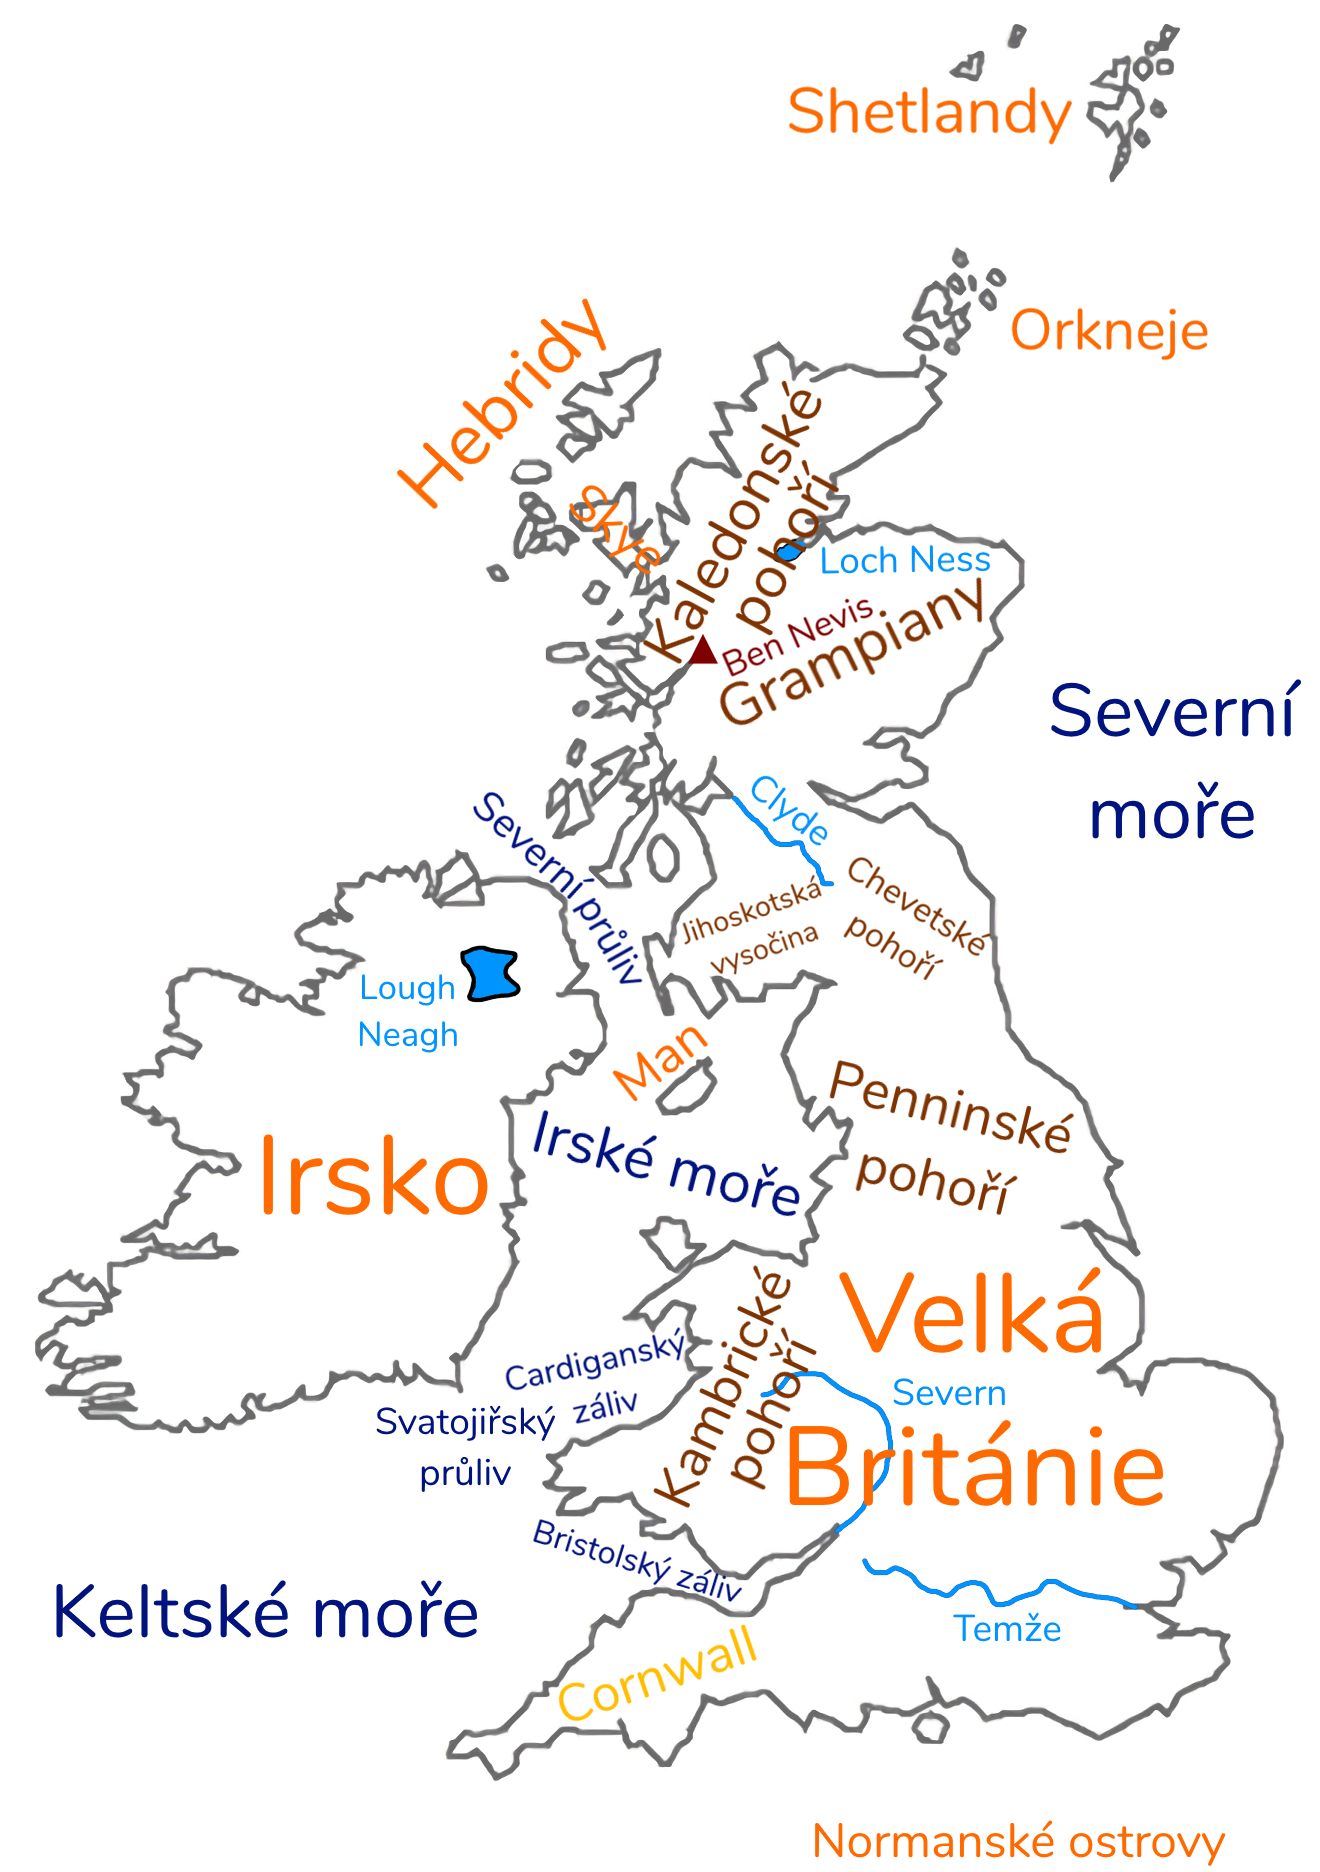 Shetlandy
Orkneje
Hebridy
Skye
Kaledonské
pohoří
Loch Ness
Ben Nevis
Grampiany
Severní
moře
Clyde
Severní průliv
Jihoskotská
vysočina
Chevetské
pohoří
Lough
Neagh
Man
Penninské
pohoří
Irsko
Irské moře
Velká
Británie
Kambrické
pohoří
Cardiganský
záliv
Severn
Svatojiřský
průliv
Bristolský záliv
Keltské moře
Temže
Cornwall
Normanské ostrovy